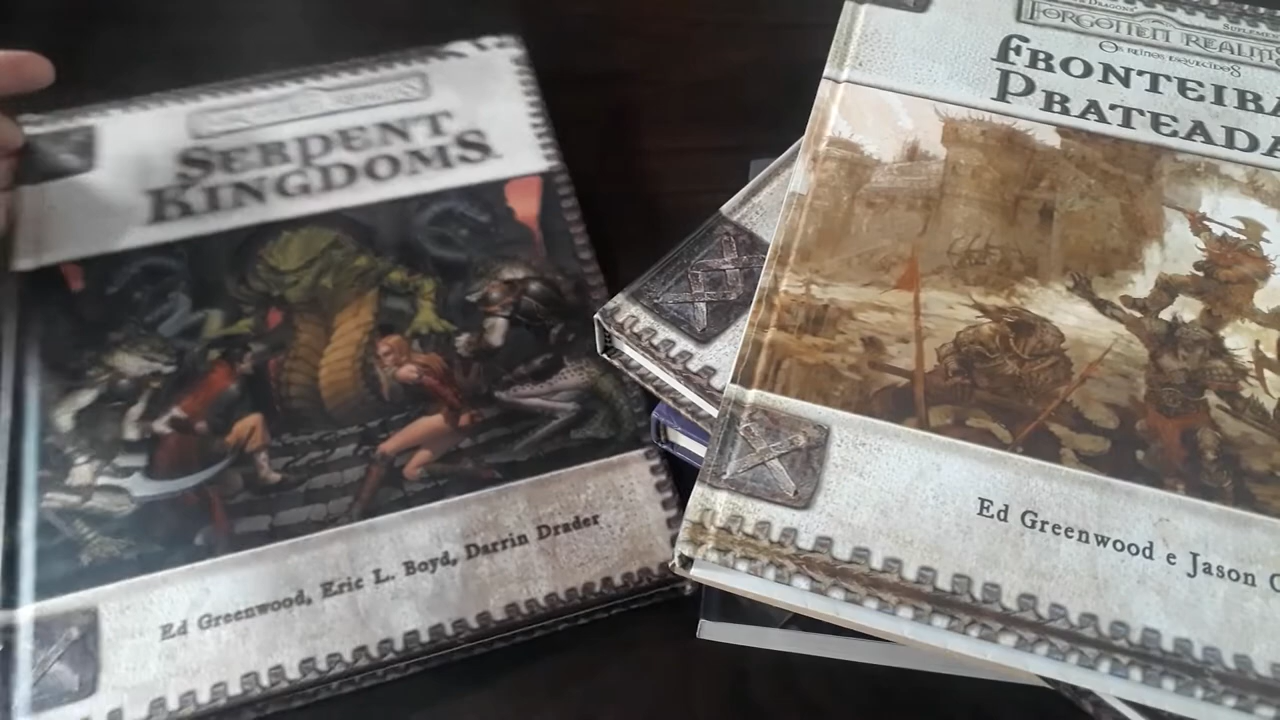 SERPENT
KINGDOMS
Ed Greenwood, Eric L. Boyd, Darrin Drader
FORGOTTEN REALMS
OS REINOS ESQUECIDOS
FRONTEIRA
PRATEADA
Ed Greenwood e Jason C